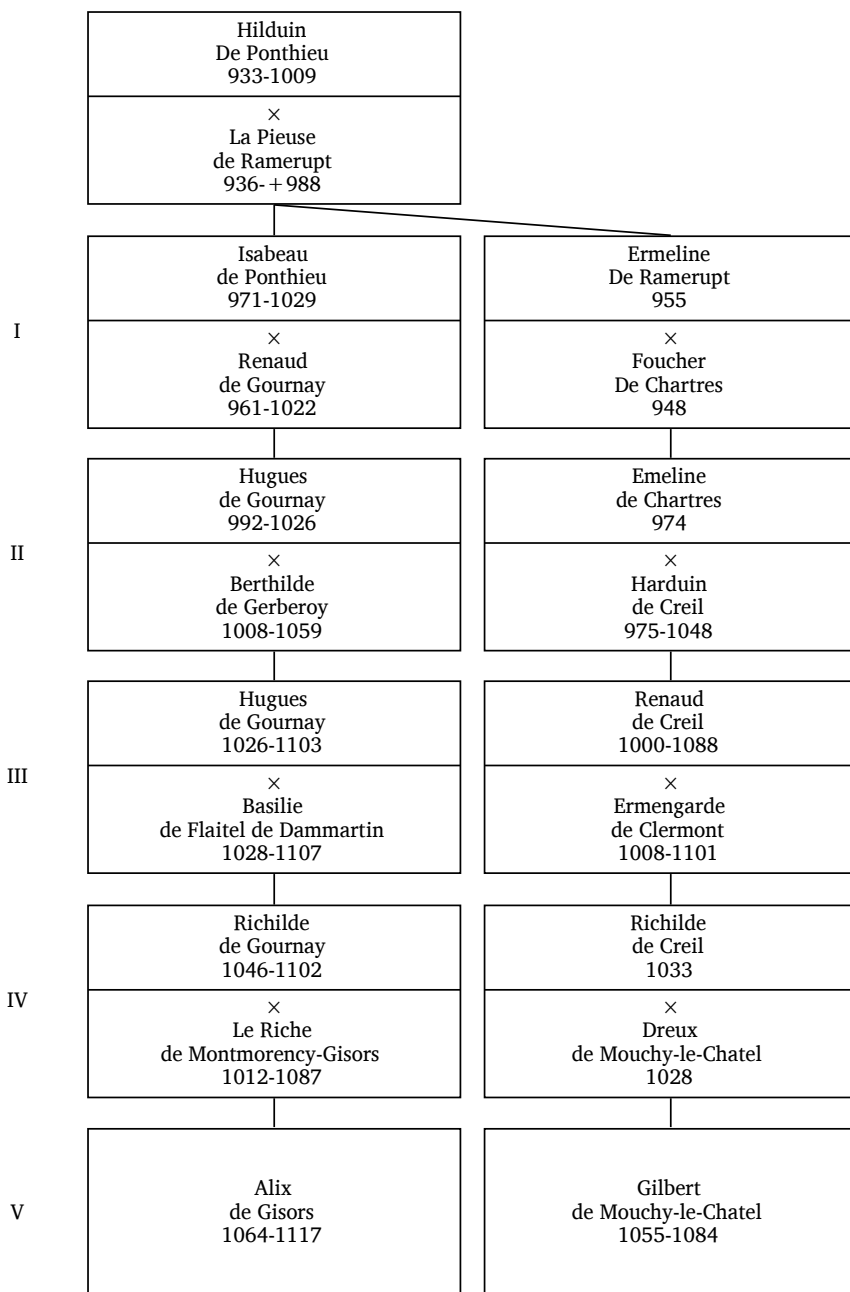 Hilduin
De Ponthieu
933-1009
×
La Pieuse
de Ramerupt
936-+988
I
Isabeau
de Ponthieu
971-1029
×
Renaud
de Gournay
961-1022
Ermeline
De Ramerupt
955
×
Foucher
De Chartres
948
II
Hugues
de Gournay
992-1026
×
Berthilde
de Gerberoy
1008-1059
Emeline
de Chartres
974
×
Harduin
de Creil
975-1048
III
Hugues
de Gournay
1026-1103
×
Basilie
de Flaitel de Dammartin
1028-1107
Renaud
de Creil
1000-1088
×
Ermengarde
de Clermont
1008-1101
IV
Richilde
de Gournay
1046-1102
×
Le Riche
de Montmorency-Gisors
1012-1087
Richilde
de Creil
1033
×
Dreux
de Mouchy-le-Chatel
1028
V
Alix
de Gisors
1064-1117
Gilbert
de Mouchy-le-Chatel
1055-1084